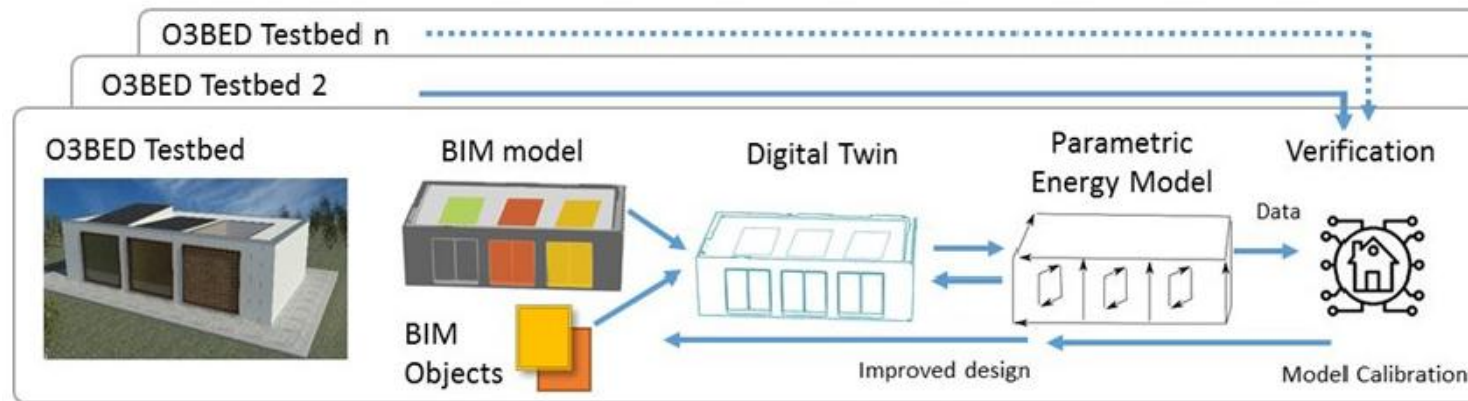 O3BED Testbed n
O3BED Testbed 2
O3BED Testbed
BIM model
Digital Twin
Parametric
Energy Model
Verification
Data
BIM
Objects
Improved design
Model Calibration